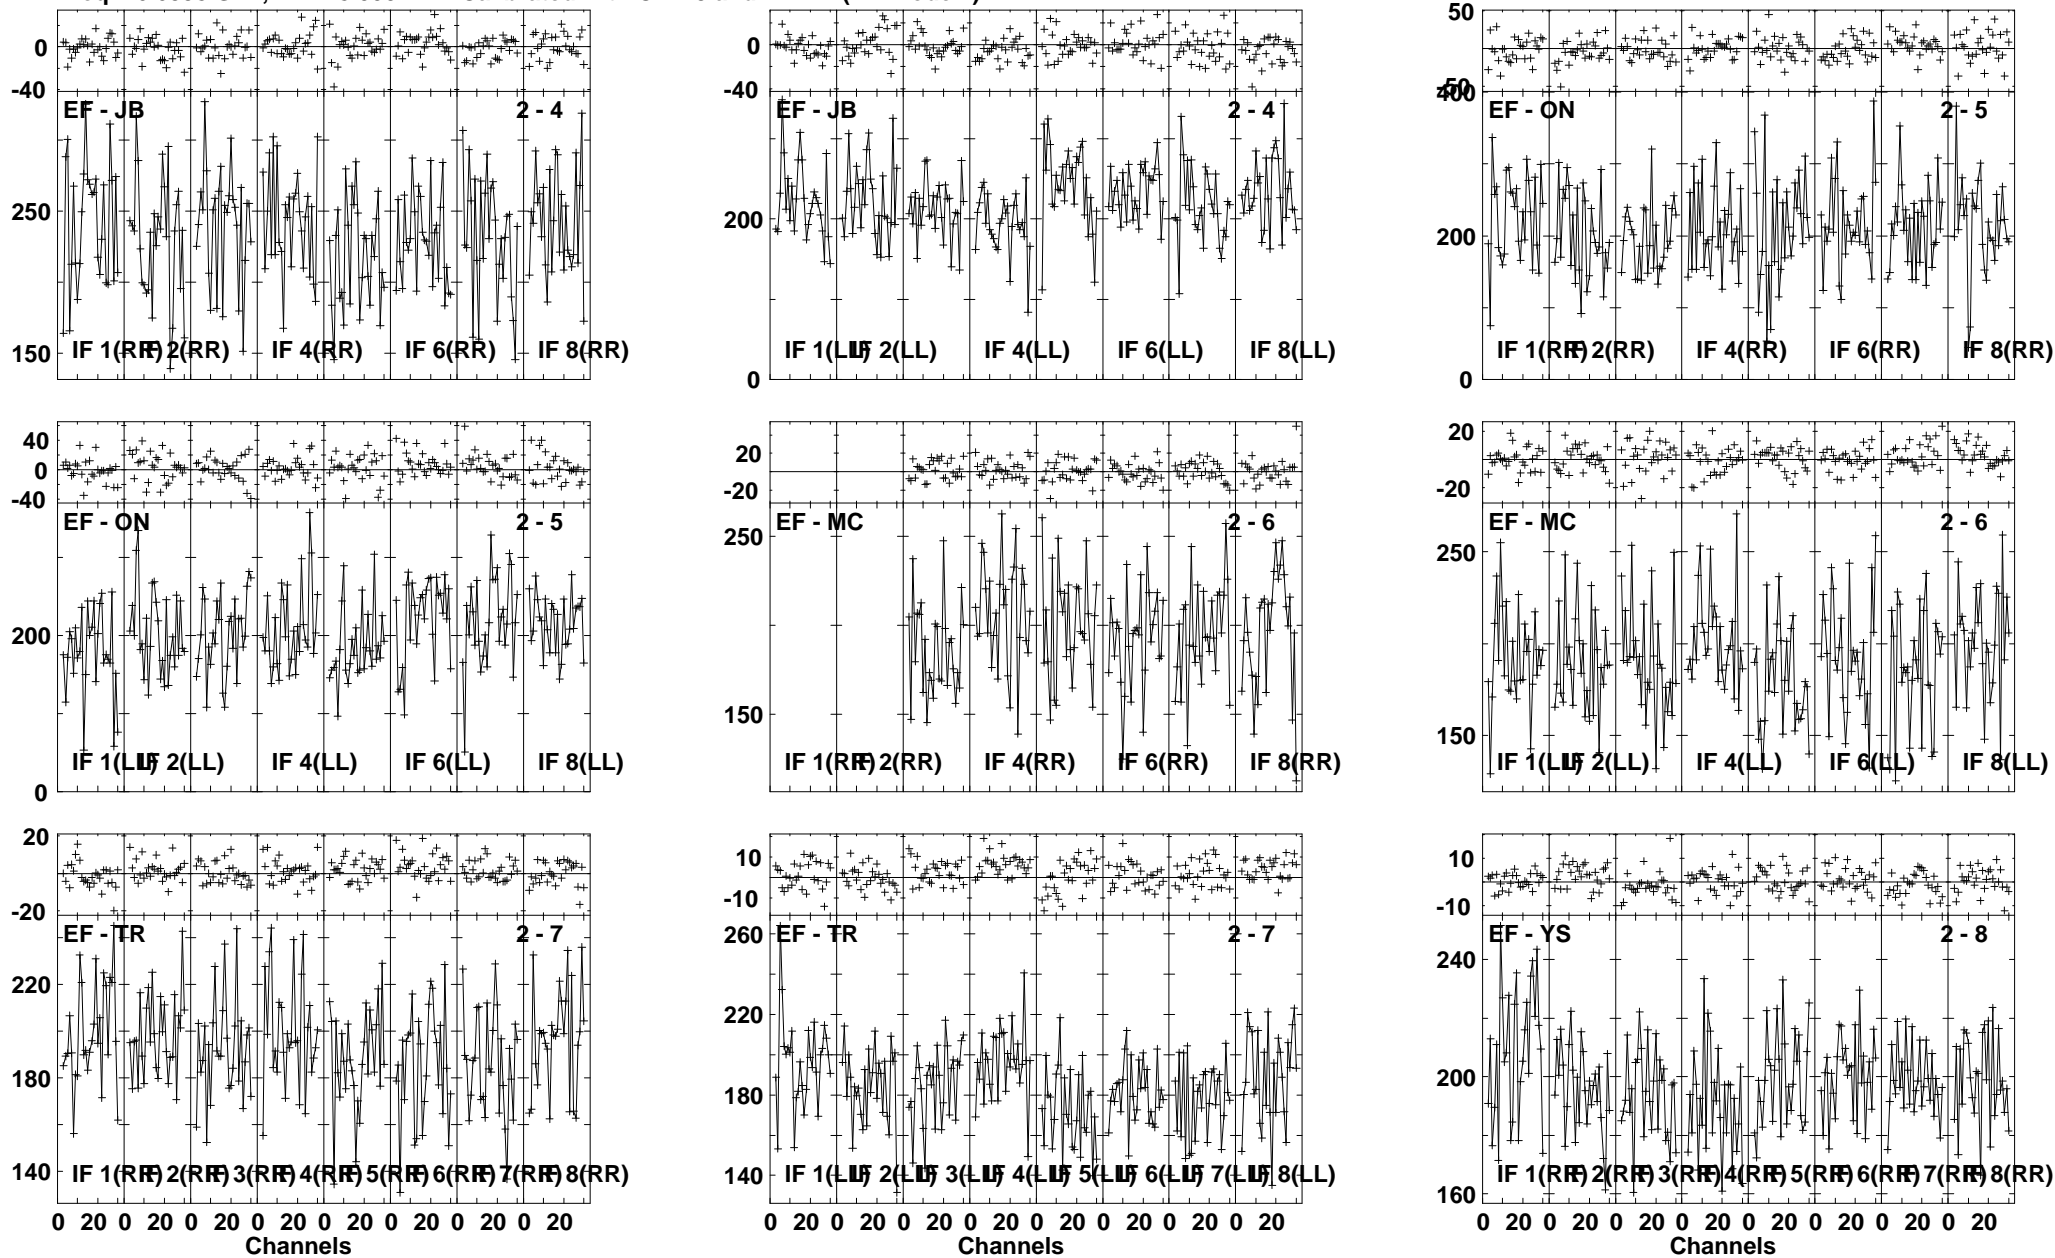 0
-40
EF - JB
2 - 4
250
150
IF 1(RR)
IF 2(RR)
IF 4(RR)
IF 6(RR)
IF 8(RR)
0
-40
EF - JB
2 - 4
200
0
IF 1(LL)
IF 2(LL)
IF 4(LL)
IF 6(LL)
IF 8(LL)
50
-50
400
EF - ON
2 - 5
200
0
IF 1(RR)
IF 2(RR)
IF 4(RR)
IF 6(RR)
IF 8(RR)
40
0
-40
EF - ON
2 - 5
200
0
IF 1(LL)
IF 2(LL)
IF 4(LL)
IF 6(LL)
IF 8(LL)
20
-20
EF - MC
2 - 6
250
150
IF 1(RR)
IF 2(RR)
IF 4(RR)
IF 6(RR)
IF 8(RR)
20
-20
EF - MC
2 - 6
250
150
IF 1(LL)
IF 2(LL)
IF 4(LL)
IF 6(LL)
IF 8(LL)
20
-20
EF - TR
2 - 7
220
180
140
IF 1(RR)
IF 2(RR)
IF 3(RR)
IF 4(RR)
IF 5(RR)
IF 6(RR)
IF 7(RR)
IF 8(RR)
0 20 0 20 0 20 0 20 0 20 0 20 0 20 0 20
Channels
10
-10
EF - TR
2 - 7
260
220
180
140
IF 1(LL)
IF 2(LL)
IF 3(LL)
IF 4(LL)
IF 5(LL)
IF 6(LL)
IF 7(LL)
IF 8(LL)
0 20 0 20 0 20 0 20 0 20 0 20 0 20 0 20
Channels
10
-10
EF - YS
2 - 8
240
200
160
IF 1(RR)
IF 2(RR)
IF 3(RR)
IF 4(RR)
IF 5(RR)
IF 6(RR)
IF 7(RR)
IF 8(RR)
0 20 0 20 0 20 0 20 0 20 0 20 0 20 0 20
Channels